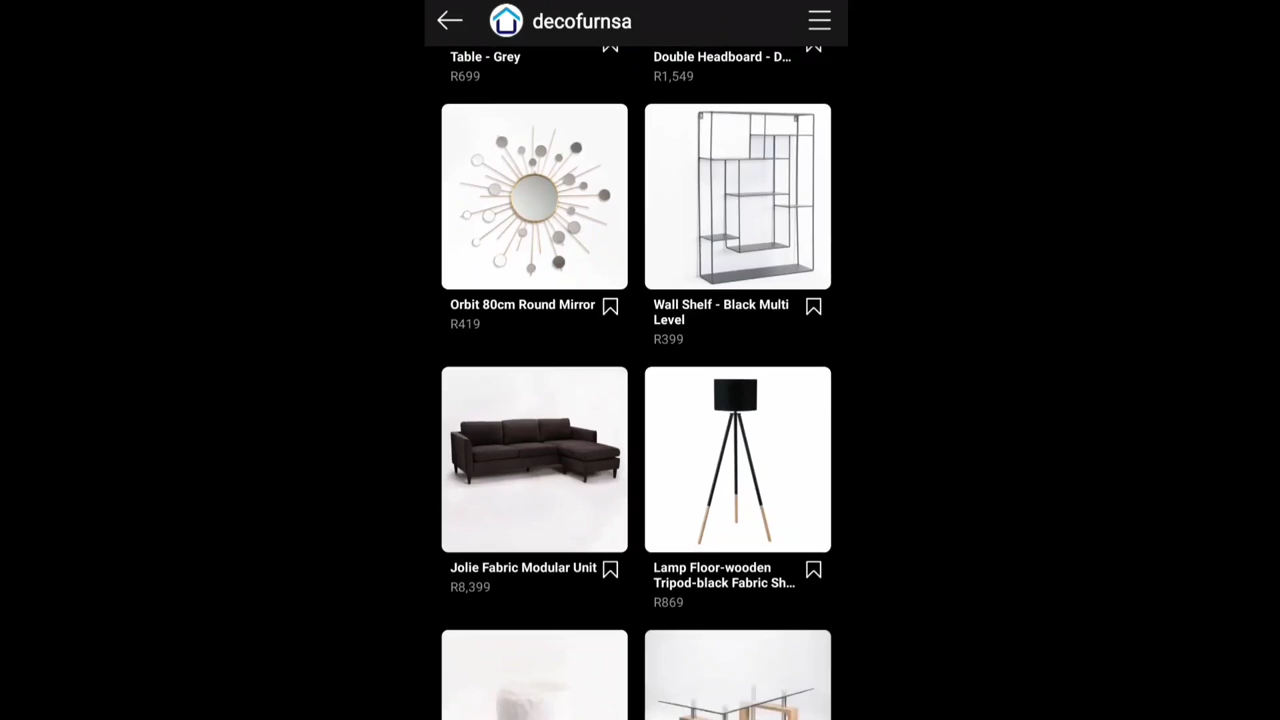 decofurnsa
Table - Grey
R699
Double Headboard - D...
R1,549
Orbit 80cm Round Mirror
R419
Wall Shelf - Black Multi
Level
R399
Jolie Fabric Modular Unit
R8,399
Lamp Floor-wooden
Tripod-black Fabric Sh...
R869